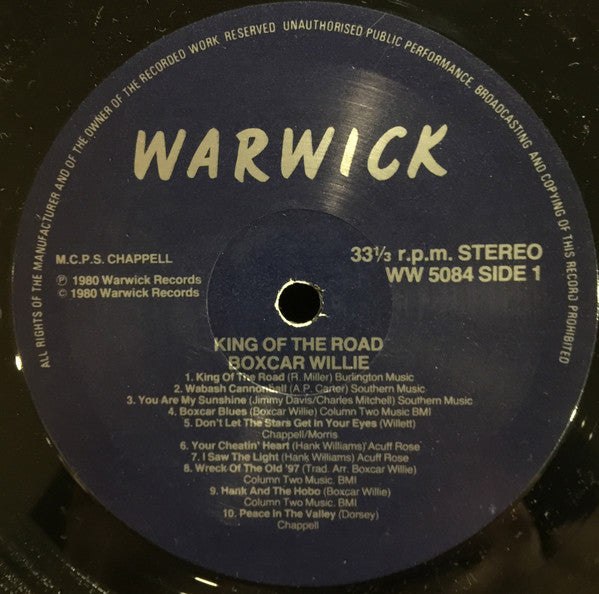 ALL RIGHTS OF THE MANUFACTURER AND OF THE OWNER OF THE RECORDED WORK RESERVED UNAUTHORISED PUBLIC PERFORMANCE, BROADCASTING AND COPYING OF THIS RECORD PROHIBITED
WARWICK
M.C.P.S. CHAPPELL
℗ 1980 Warwick Records
© 1980 Warwick Records
33⅓ r.p.m. STEREO
WW 5084 SIDE 1
KING OF THE ROAD
BOXCAR WILLIE
1. King Of The Road (R. Miller) Burlington Music
2. Wabash Cannonball (A.P. Carter) Southern Music
3. You Are My Sunshine (Jimmy Davis/Charles Mitchell) Southern Music
4. Boxcar Blues (Boxcar Willie) Column Two Music BMI
5. Don't Let The Stars Get in Your Eyes (Willett)
Chappell/Morris
6. Your Cheatin' Heart (Hank Williams) Acuff Rose
7. I Saw The Light (Hank Williams) Acuff Rose
8. Wreck Of The Old '97 (Trad. Arr. Boxcar Willie)
Column Two Music. BMI
9. Hank And The Hobo (Boxcar Willie)
Column Two Music. BMI
10. Peace In The Valley (Dorsey)
Chappell